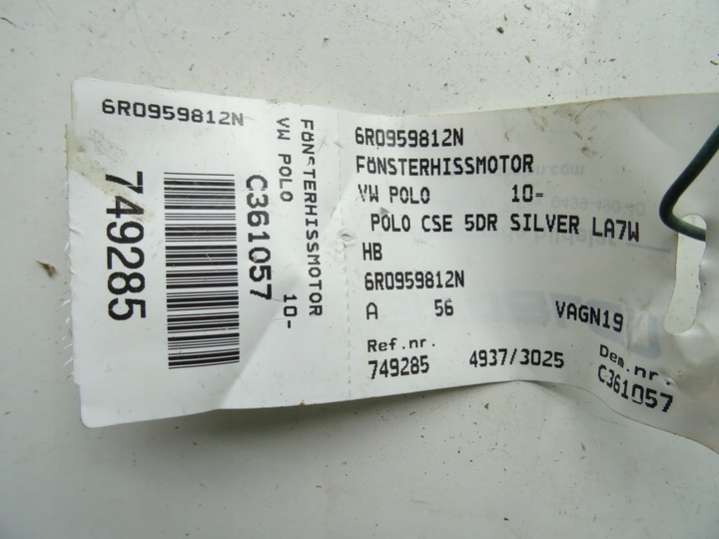 6R0959812N
FÖNSTERHISSMOTOR
VW POLO 10-
C361057
749285
6R0959812N
FÖNSTERHISSMOTOR
VW POLO 10-
POLO CSE 5DR SILVER LA7W
HB
6R0959812N
A 56 VAGN19
Ref.nr. Dem.nr.
749285 4937/3025 C361057